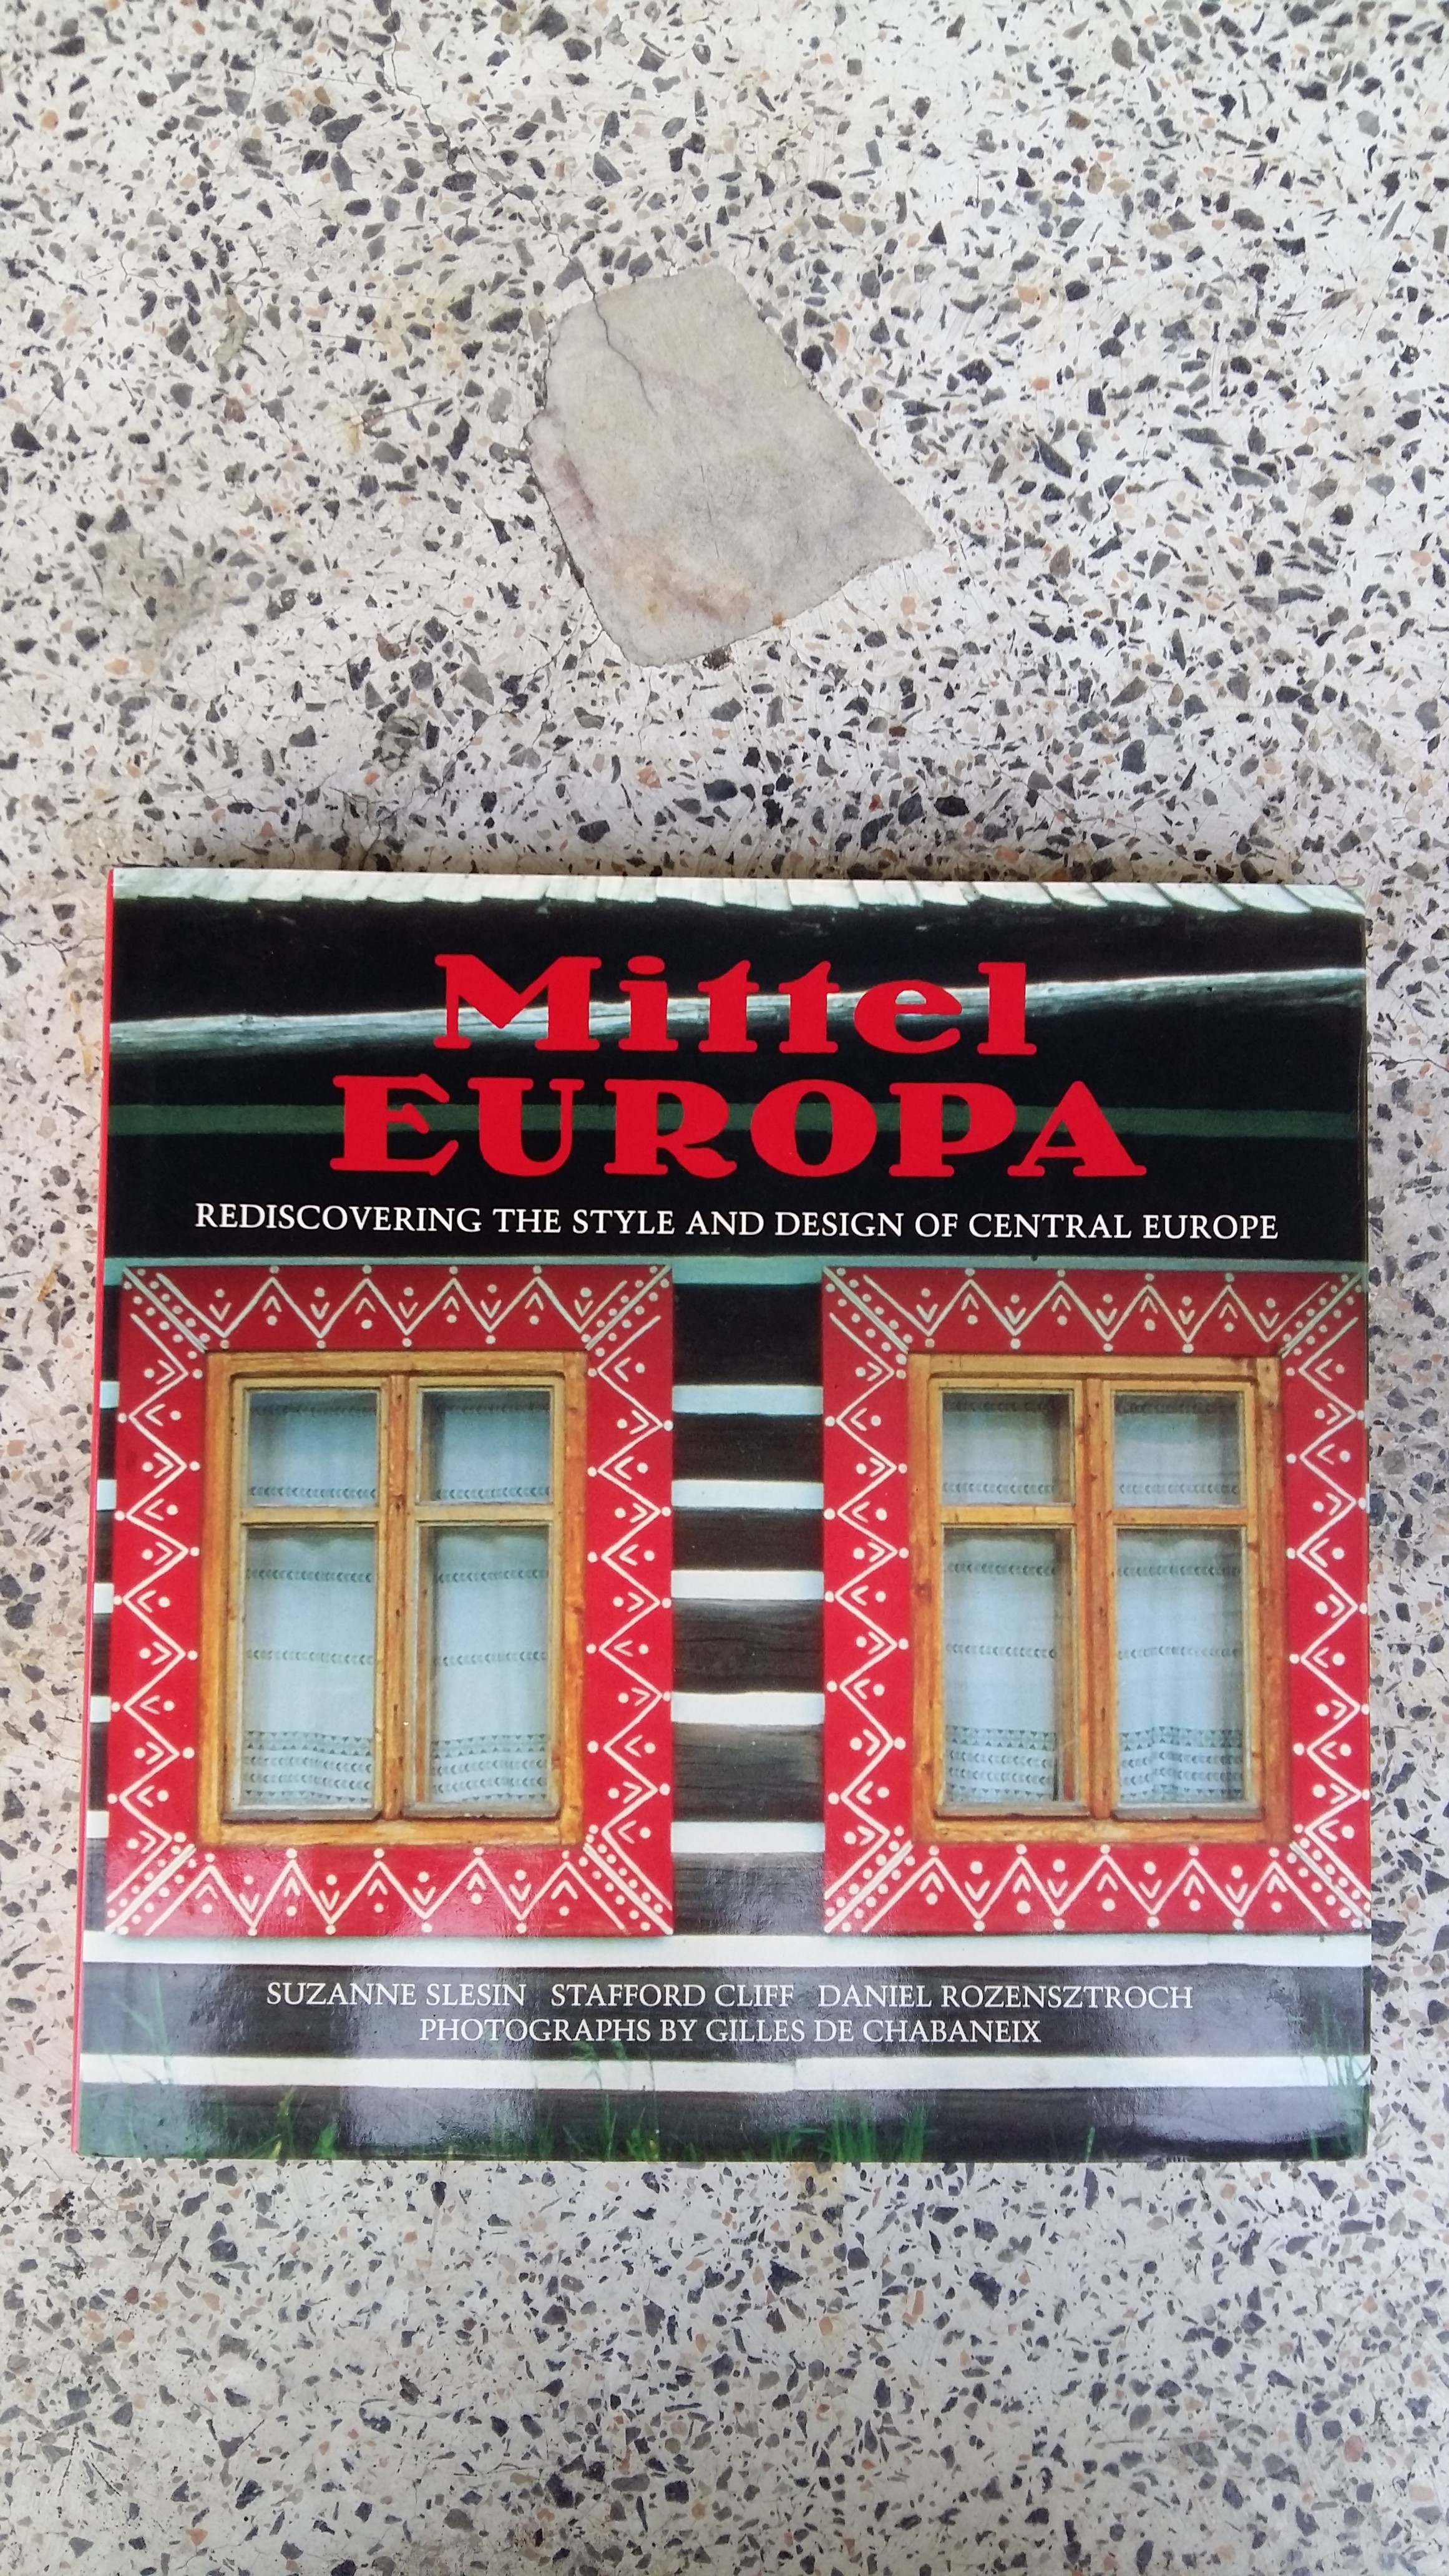 Mittel
EUROPA
REDISCOVERING THE STYLE AND DESIGN OF CENTRAL EUROPE
SUZANNE SLESIN STAFFORD CLIFF DANIEL ROZENSZTROCH
PHOTOGRAPHS BY GILLES DE CHABANEIX